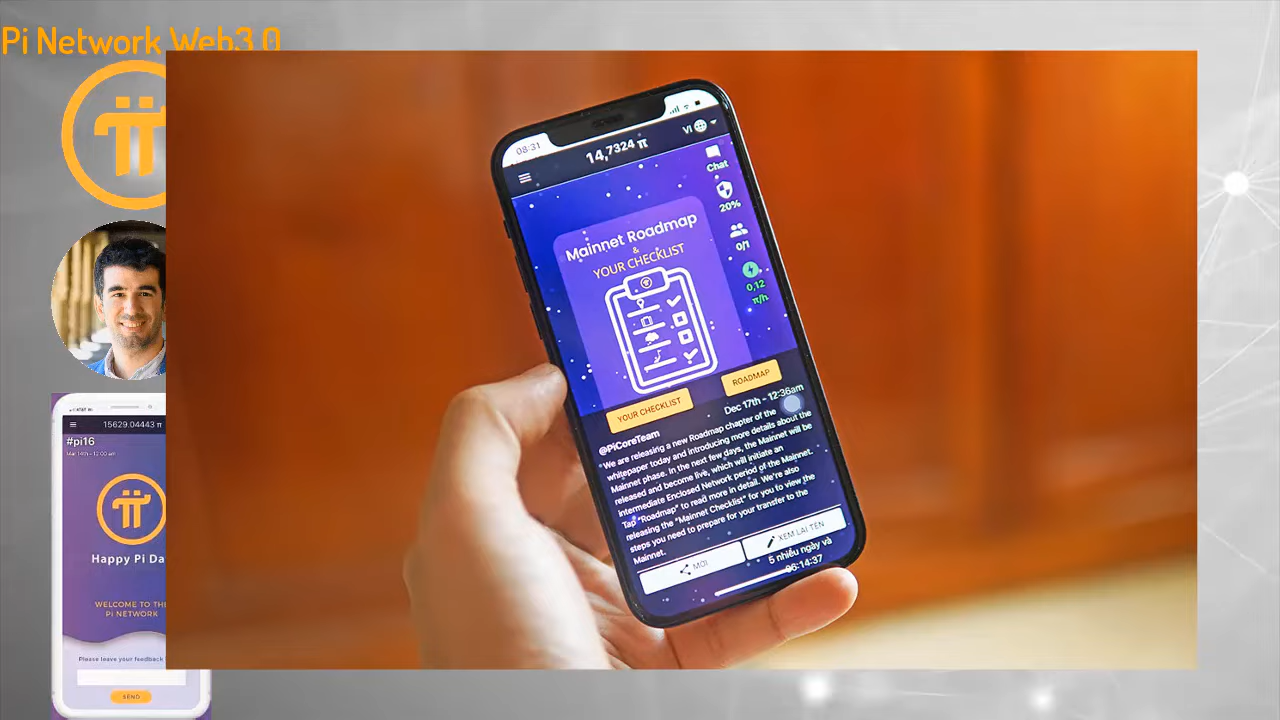 Pi Network Web3.0
AT&T
15629.04443 π
#pi16
Mar 14th - 12:00 am
Happy Pi Da
WELCOME TO THE
Pi NETWORK
Please leave your feedback
SEND
08:31
14,7324 π
VI
Chat
20%
0/1
0,12
π/h
Mainnet Roadmap
&
YOUR CHECKLIST
YOUR CHECKLIST
ROADMAP
Dec 17th - 12:36am
@PiCoreTeam
We are releasing a new Roadmap chapter of the
whitepaper today and introducing more details about the
Mainnet phase. In the next few days, the Mainnet will be
released and become live, which will initiate an
intermediate Enclosed Network period of the Mainnet.
Tap "Roadmap" to read more in detail. We're also
releasing the "Mainnet Checklist" for you to view the
steps you need to prepare for your transfer to the
Mainnet.
MỜI
XEM LẠI TÊN
5 nhiều ngày và
06:14:37